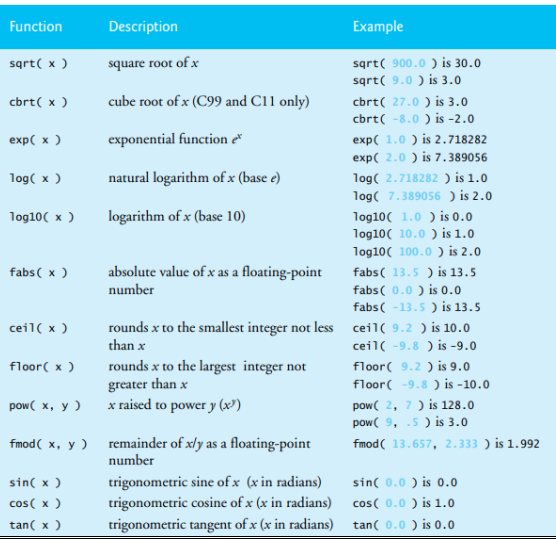 Function Description Example
sqrt( x ) square root of x sqrt( 900.0 ) is 30.0
sqrt( 9.0 ) is 3.0
cbrt( x ) cube root of x (C99 and C11 only) cbrt( 27.0 ) is 3.0
cbrt( -8.0 ) is -2.0
exp( x ) exponential function eˣ exp( 1.0 ) is 2.718282
exp( 2.0 ) is 7.389056
log( x ) natural logarithm of x (base e) log( 2.718282 ) is 1.0
log( 7.389056 ) is 2.0
log10( x ) logarithm of x (base 10) log10( 1.0 ) is 0.0
log10( 10.0 ) is 1.0
log10( 100.0 ) is 2.0
fabs( x ) absolute value of x as a floating-point fabs( 13.5 ) is 13.5
number fabs( 0.0 ) is 0.0
fabs( -13.5 ) is 13.5
ceil( x ) rounds x to the smallest integer not less ceil( 9.2 ) is 10.0
than x ceil( -9.8 ) is -9.0
floor( x ) rounds x to the largest integer not floor( 9.2 ) is 9.0
greater than x floor( -9.8 ) is -10.0
pow( x, y ) x raised to power y (xʸ) pow( 2, 7 ) is 128.0
pow( 9, .5 ) is 3.0
fmod( x, y ) remainder of x/y as a floating-point fmod( 13.657, 2.333 ) is 1.992
number
sin( x ) trigonometric sine of x (x in radians) sin( 0.0 ) is 0.0
cos( x ) trigonometric cosine of x (x in radians) cos( 0.0 ) is 1.0
tan( x ) trigonometric tangent of x (x in radians) tan( 0.0 ) is 0.0